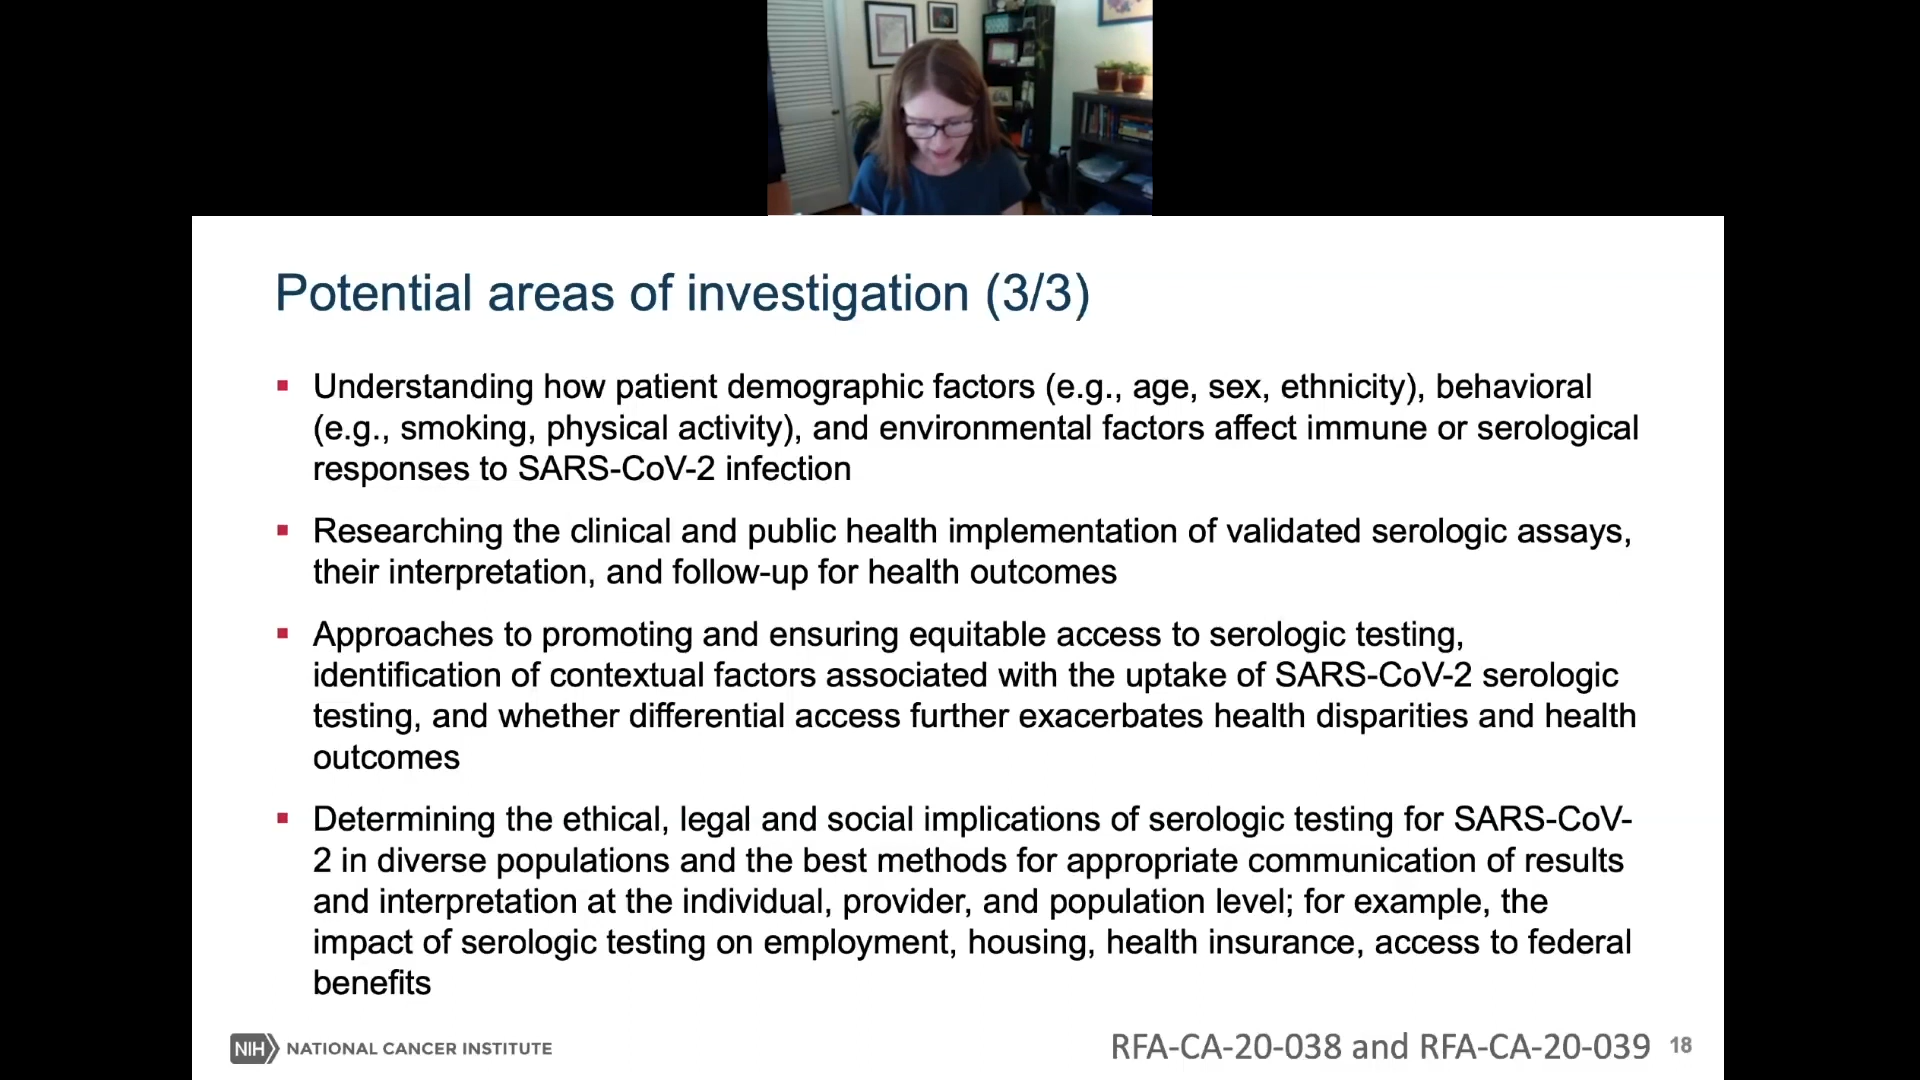 Potential areas of investigation (3/3)
▪ Understanding how patient demographic factors (e.g., age, sex, ethnicity), behavioral
(e.g., smoking, physical activity), and environmental factors affect immune or serological
responses to SARS-CoV-2 infection
▪ Researching the clinical and public health implementation of validated serologic assays,
their interpretation, and follow-up for health outcomes
▪ Approaches to promoting and ensuring equitable access to serologic testing,
identification of contextual factors associated with the uptake of SARS-CoV-2 serologic
testing, and whether differential access further exacerbates health disparities and health
outcomes
▪ Determining the ethical, legal and social implications of serologic testing for SARS-CoV-
2 in diverse populations and the best methods for appropriate communication of results
and interpretation at the individual, provider, and population level; for example, the
impact of serologic testing on employment, housing, health insurance, access to federal
benefits
NIH NATIONAL CANCER INSTITUTE
RFA-CA-20-038 and RFA-CA-20-039 18